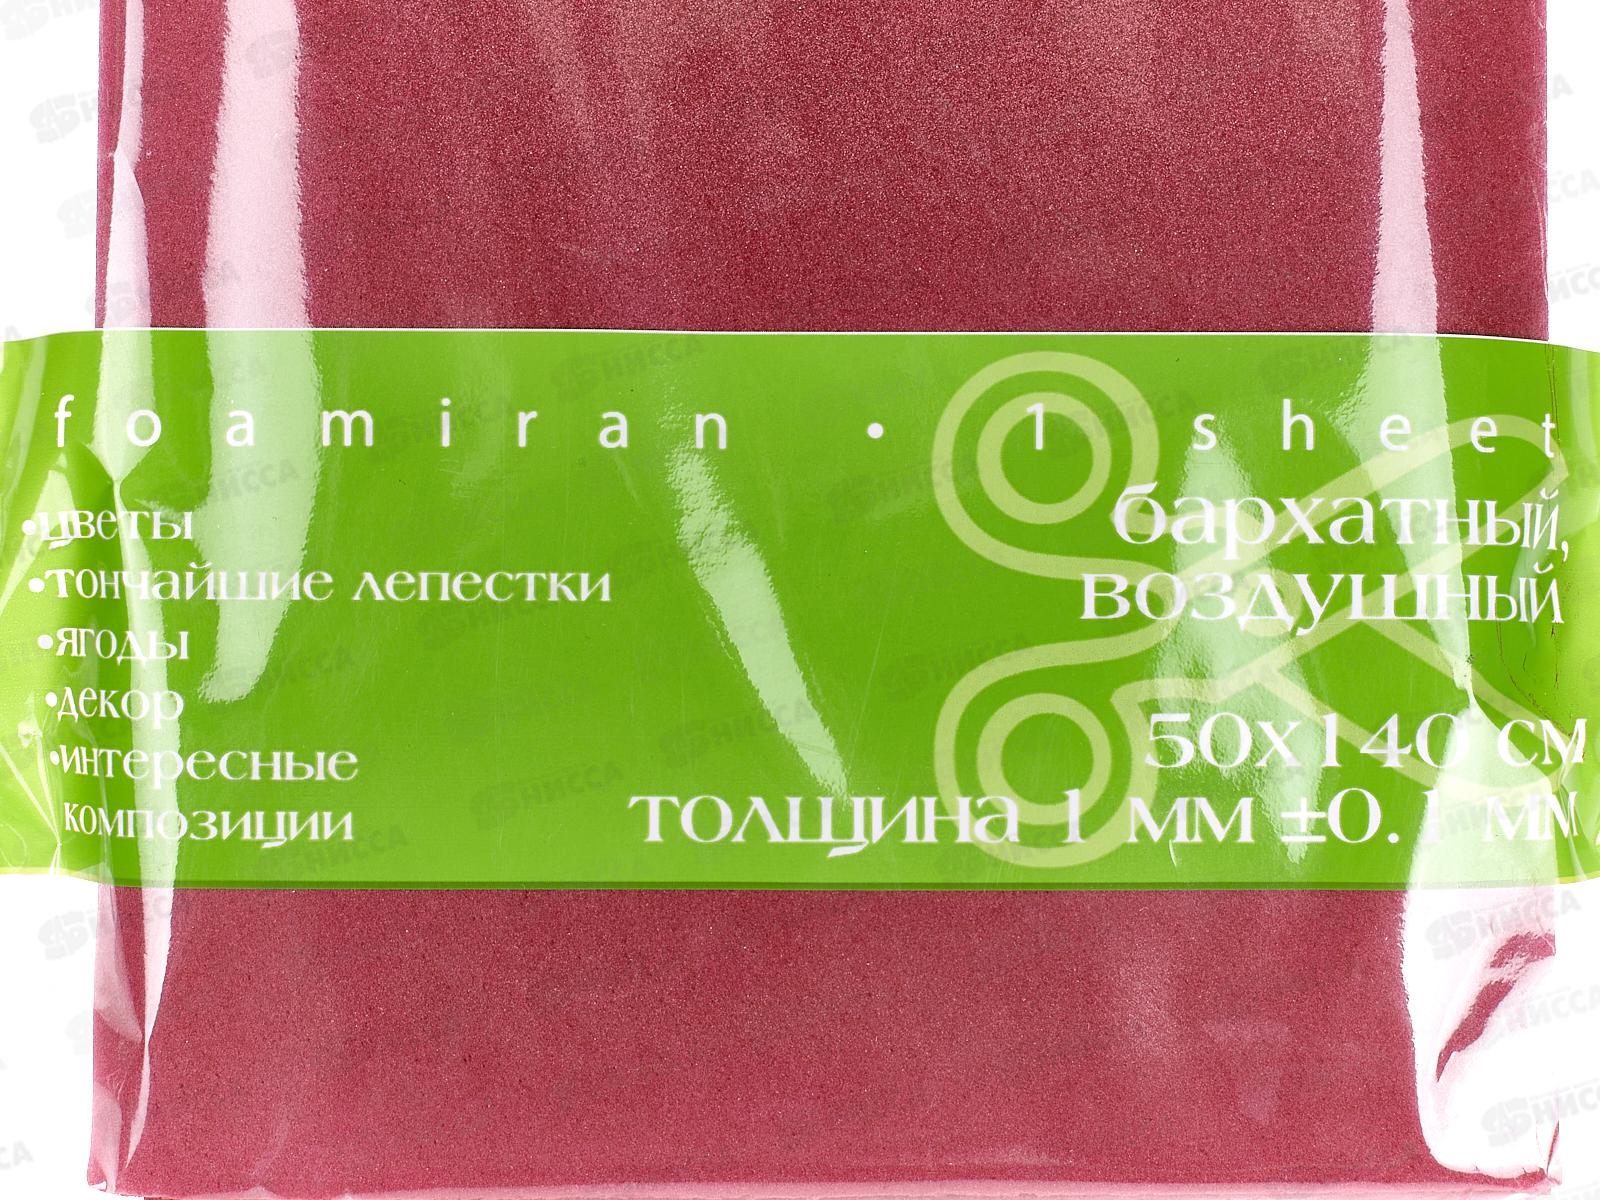 foamiran • 1 sheet
•цветы
•тончайшие лепестки
•ягоды
•декор
•интересные
композиции
бархатный,
воздушный
50х140 см
толщина 1 мм ±0.1 мм